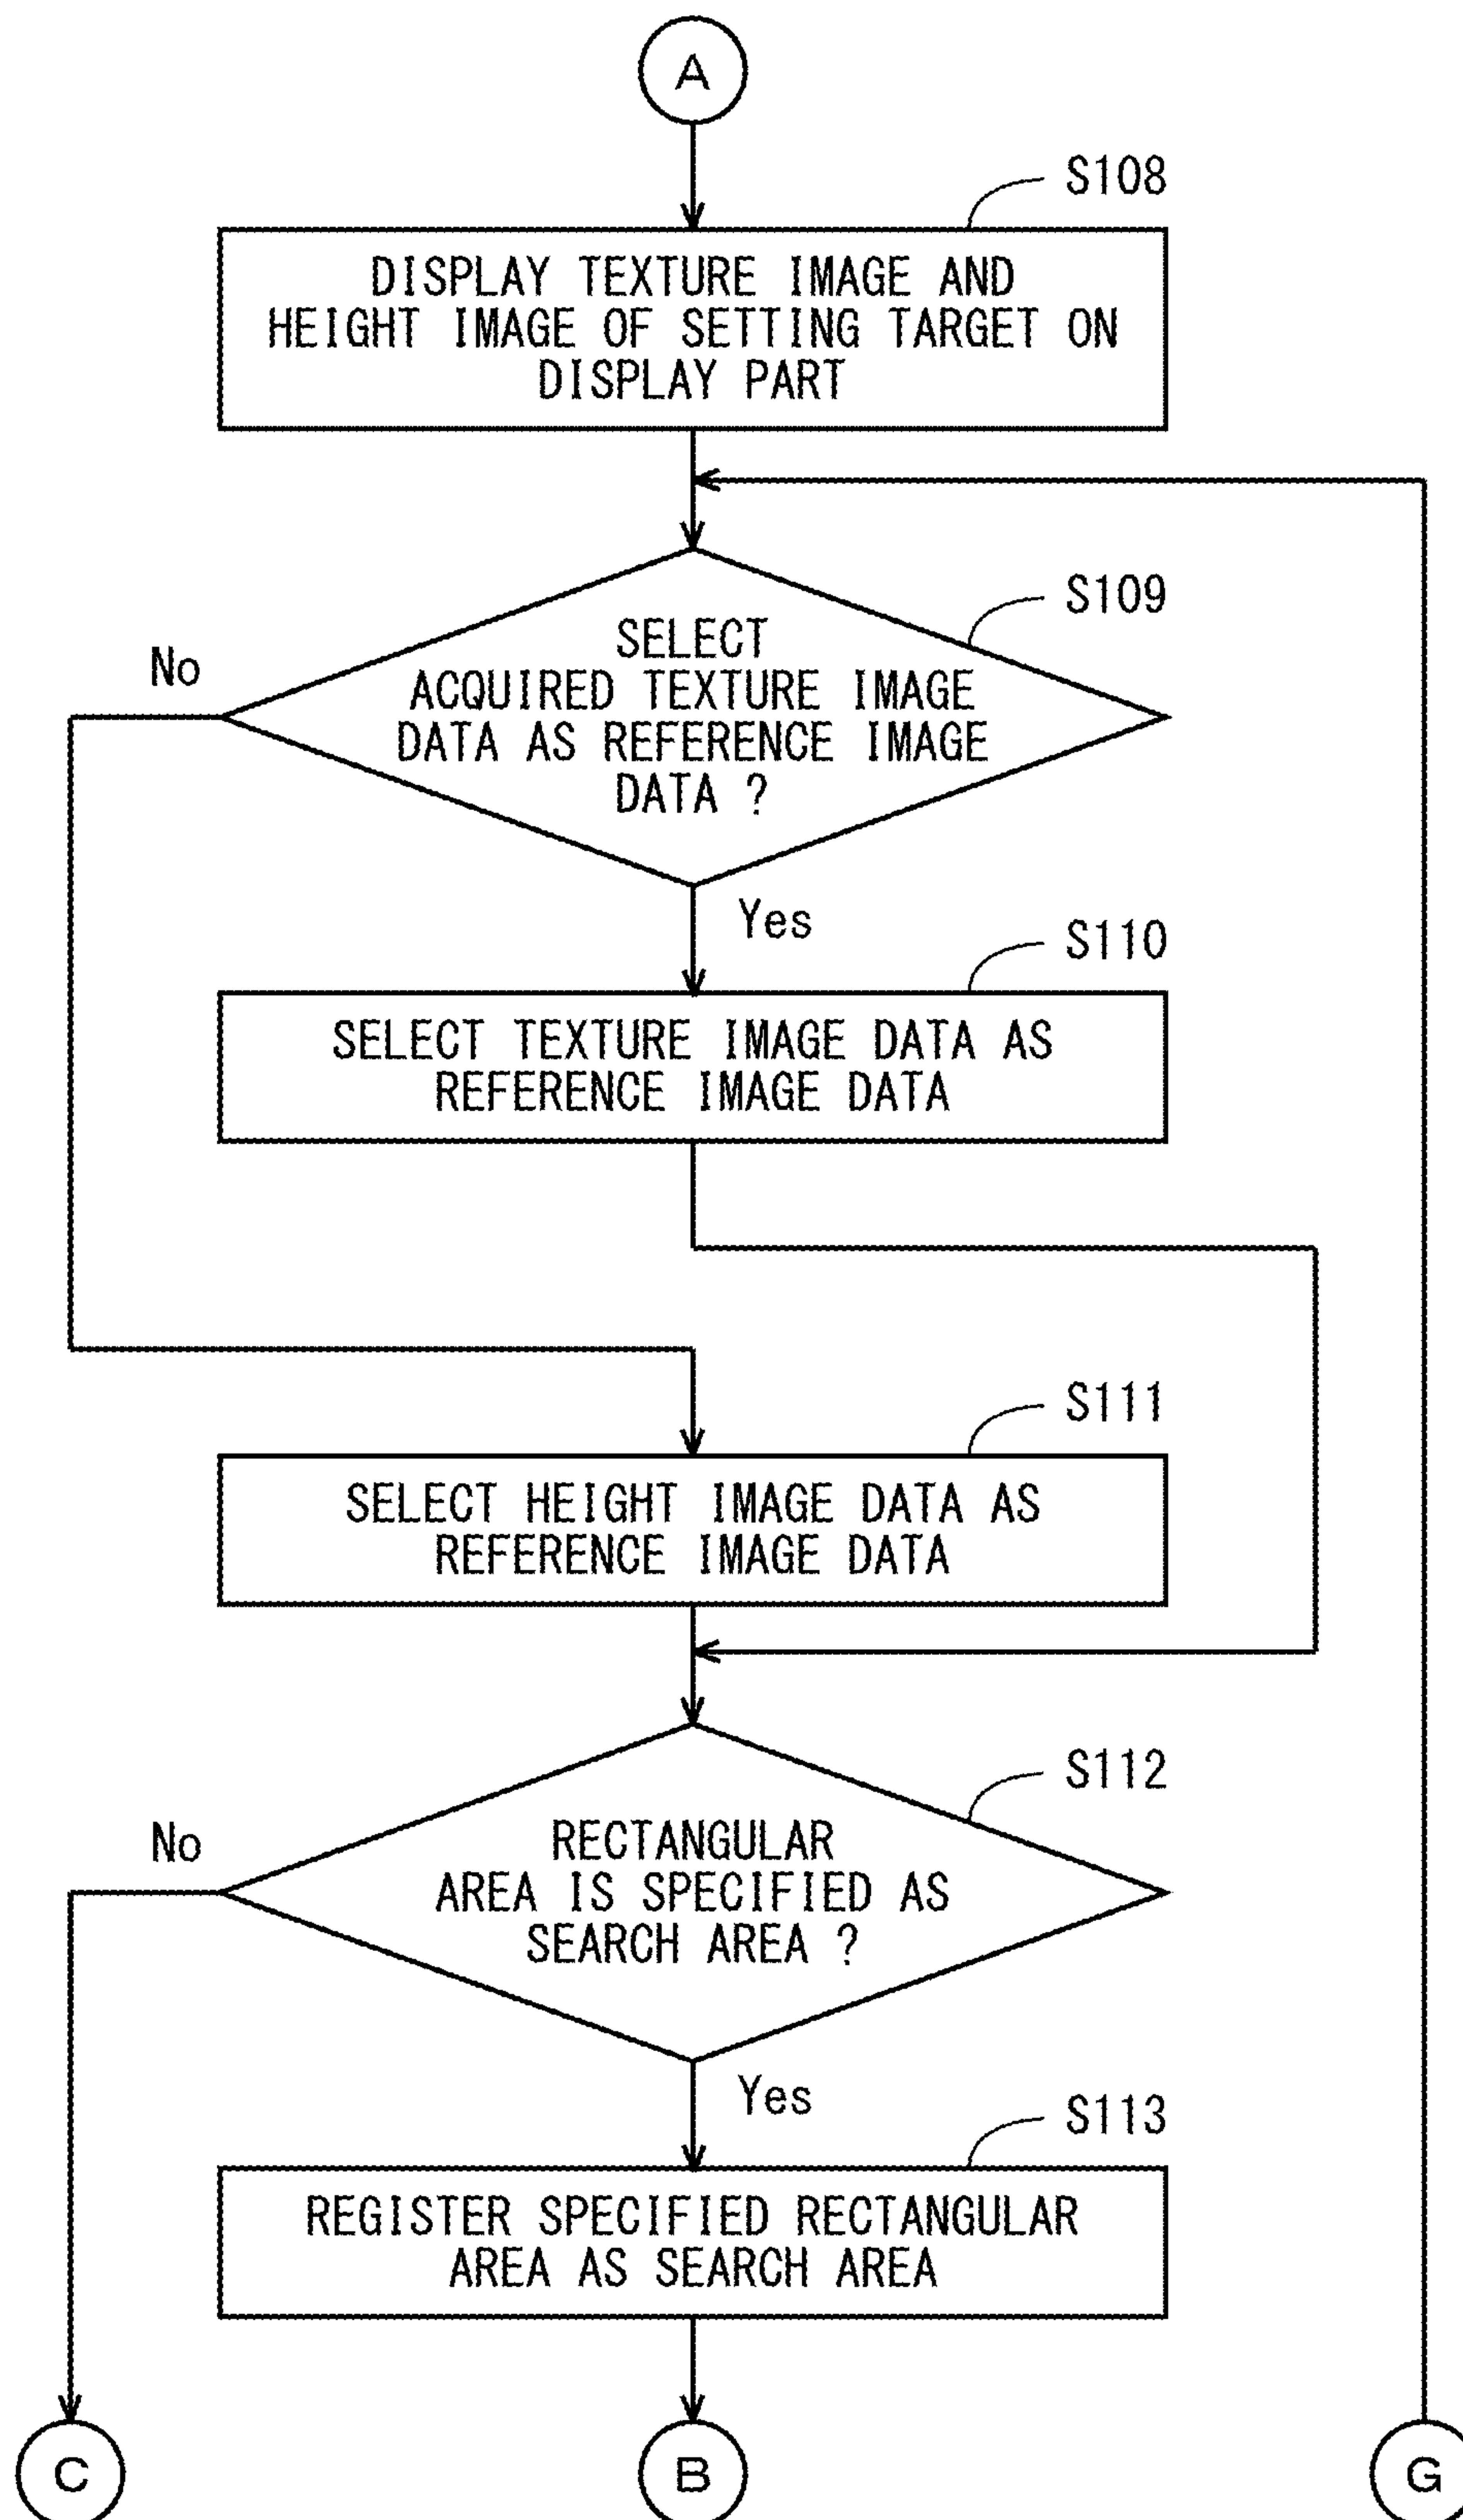 A
S108
DISPLAY TEXTURE IMAGE AND
HEIGHT IMAGE OF SETTING TARGET ON
DISPLAY PART
S109
No
SELECT
ACQUIRED TEXTURE IMAGE
DATA AS REFERENCE IMAGE
DATA ?
Yes
S110
SELECT TEXTURE IMAGE DATA AS
REFERENCE IMAGE DATA
S111
SELECT HEIGHT IMAGE DATA AS
REFERENCE IMAGE DATA
S112
No
RECTANGULAR
AREA IS SPECIFIED AS
SEARCH AREA ?
Yes
S113
REGISTER SPECIFIED RECTANGULAR
AREA AS SEARCH AREA
C
B
G